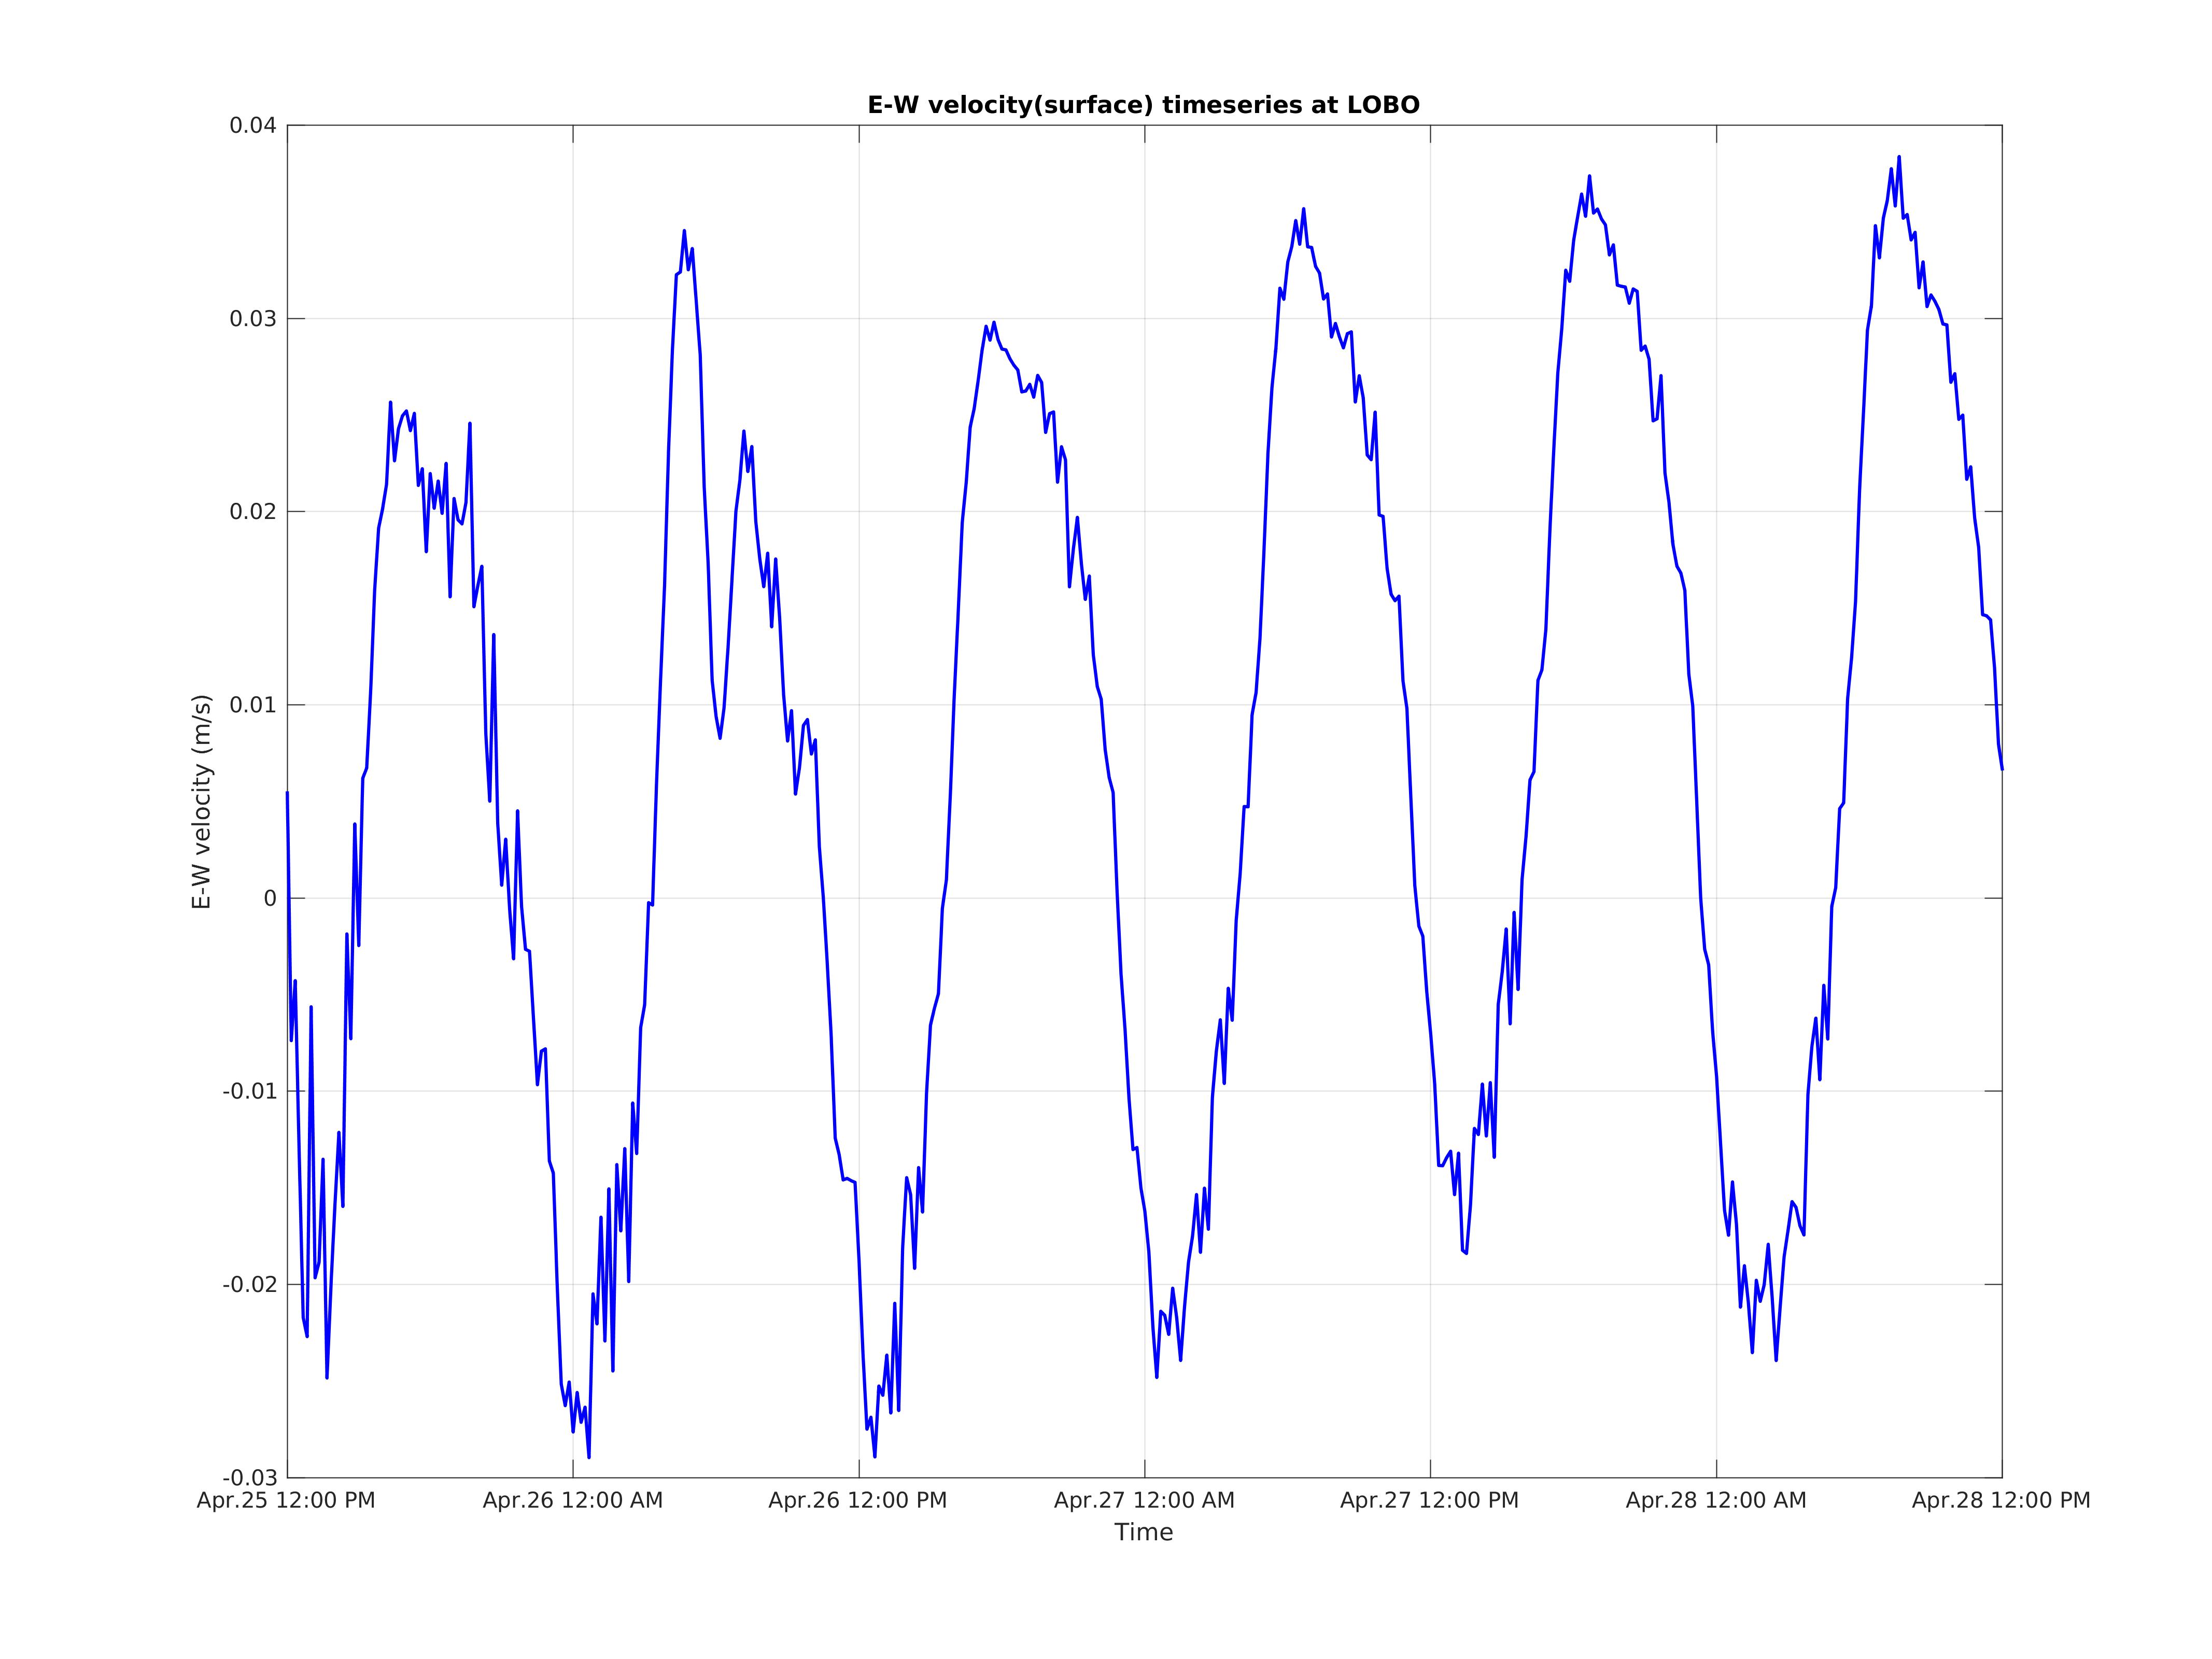 E-W velocity(surface) timeseries at LOBO
0.04
0.03
0.02
0.01
0
-0.01
-0.02
-0.03
E-W velocity (m/s)
Apr.25 12:00 PM
Apr.26 12:00 AM
Apr.26 12:00 PM
Apr.27 12:00 AM
Apr.27 12:00 PM
Apr.28 12:00 AM
Apr.28 12:00 PM
Time